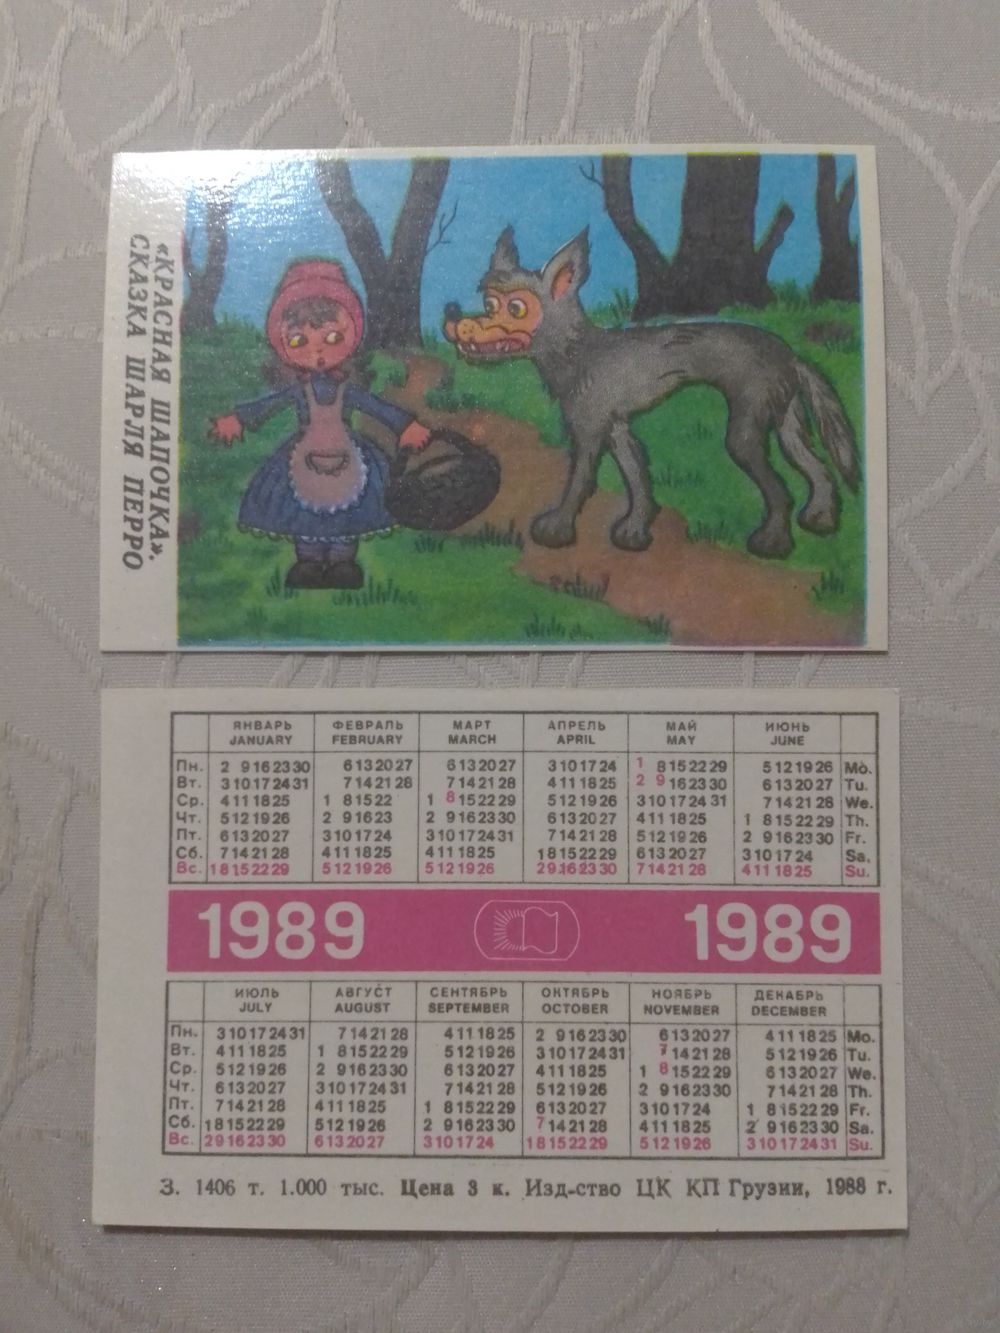 «КРАСНАЯ ШАПОЧКА».
СКАЗКА ШАРЛЯ ПЕРРО
ЯНВАРЬ ФЕВРАЛЬ МАРТ АПРЕЛЬ МАЙ ИЮНЬ
JANUARY FEBRUARY MARCH APRIL MAY JUNE
Пн. 2 9 16 23 30 6 13 20 27 6 13 20 27 3 10 17 24 1 8 15 22 29 5 12 19 26 Mo.
Вт. 3 10 17 24 31 7 14 21 28 7 14 21 28 4 11 18 25 2 9 16 23 30 6 13 20 27 Tu.
Ср. 4 11 18 25 1 8 15 22 1 8 15 22 29 5 12 19 26 3 10 17 24 31 7 14 21 28 We.
Чт. 5 12 19 26 2 9 16 23 2 9 16 23 30 6 13 20 27 4 11 18 25 1 8 15 22 29 Th.
Пт. 6 13 20 27 3 10 17 24 3 10 17 24 31 7 14 21 28 5 12 19 26 2 9 16 23 30 Fr.
Сб. 7 14 21 28 4 11 18 25 4 11 18 25 1 8 15 22 29 6 13 20 27 3 10 17 24 Sa.
Вс. 1 8 15 22 29 5 12 19 26 5 12 19 26 2 9 16 23 30 7 14 21 28 4 11 18 25 Su.
1989 1989
ИЮЛЬ АВГУСТ СЕНТЯБРЬ ОКТЯБРЬ НОЯБРЬ ДЕКАБРЬ
JULY AUGUST SEPTEMBER OCTOBER NOVEMBER DECEMBER
Пн. 3 10 17 24 31 7 14 21 28 4 11 18 25 2 9 16 23 30 6 13 20 27 4 11 18 25 Mo.
Вт. 4 11 18 25 1 8 15 22 29 5 12 19 26 3 10 17 24 31 7 14 21 28 5 12 19 26 Tu.
Ср. 5 12 19 26 2 9 16 23 30 6 13 20 27 4 11 18 25 1 8 15 22 29 6 13 20 27 We.
Чт. 6 13 20 27 3 10 17 24 31 7 14 21 28 5 12 19 26 2 9 16 23 30 7 14 21 28 Th.
Пт. 7 14 21 28 4 11 18 25 1 8 15 22 29 6 13 20 27 3 10 17 24 1 8 15 22 29 Fr.
Сб. 1 8 15 22 29 5 12 19 26 2 9 16 23 30 7 14 21 28 4 11 18 25 2 9 16 23 30 Sa.
Вс. 2 9 16 23 30 6 13 20 27 3 10 17 24 1 8 15 22 29 5 12 19 26 3 10 17 24 31 Su.
З. 1406 т. 1.000 тыс. Цена 3 к. Изд-ство ЦК КП Грузии, 1988 г.